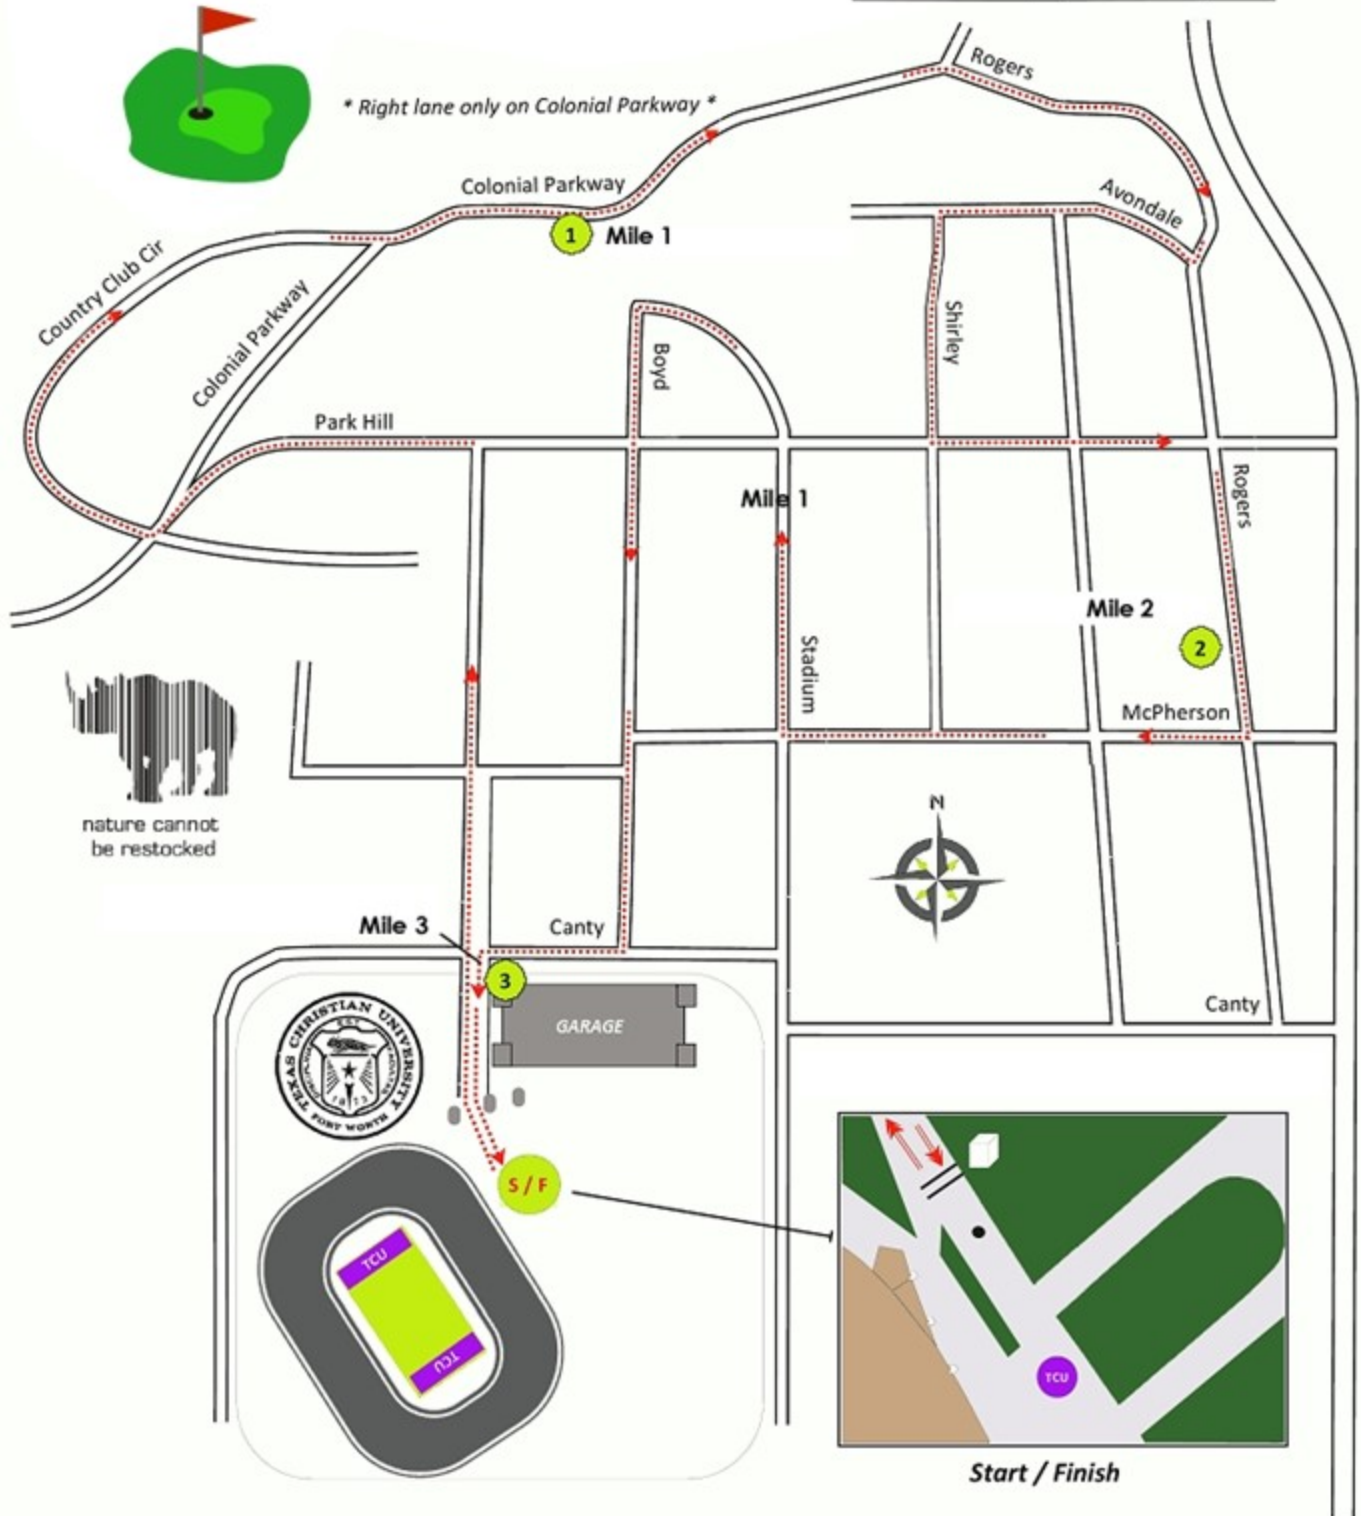 Rogers
* Right lane only on Colonial Parkway *
Colonial Parkway
Avondale
1
Mile 1
Country Club Cir
Colonial Parkway
Shirley
Boyd
Park Hill
Mile 1
Rogers
Mile 2
2
Stadium
McPherson
nature cannot
be restocked
N
Mile 3
Canty
3
GARAGE
Canty
TEXAS CHRISTIAN UNIVERSITY
1873
FORT WORTH
S / F
TCU
TCU
TCU
Start / Finish